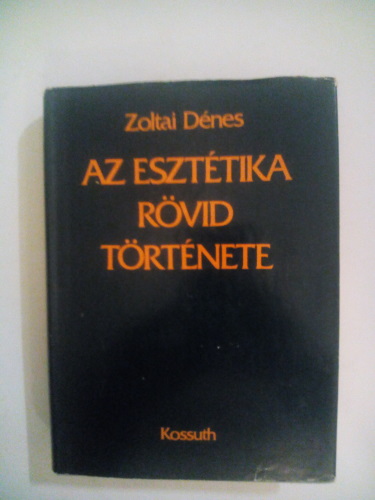 Zoltai Dénes
AZ ESZTÉTIKA
RÖVID
TÖRTÉNETE
Kossuth